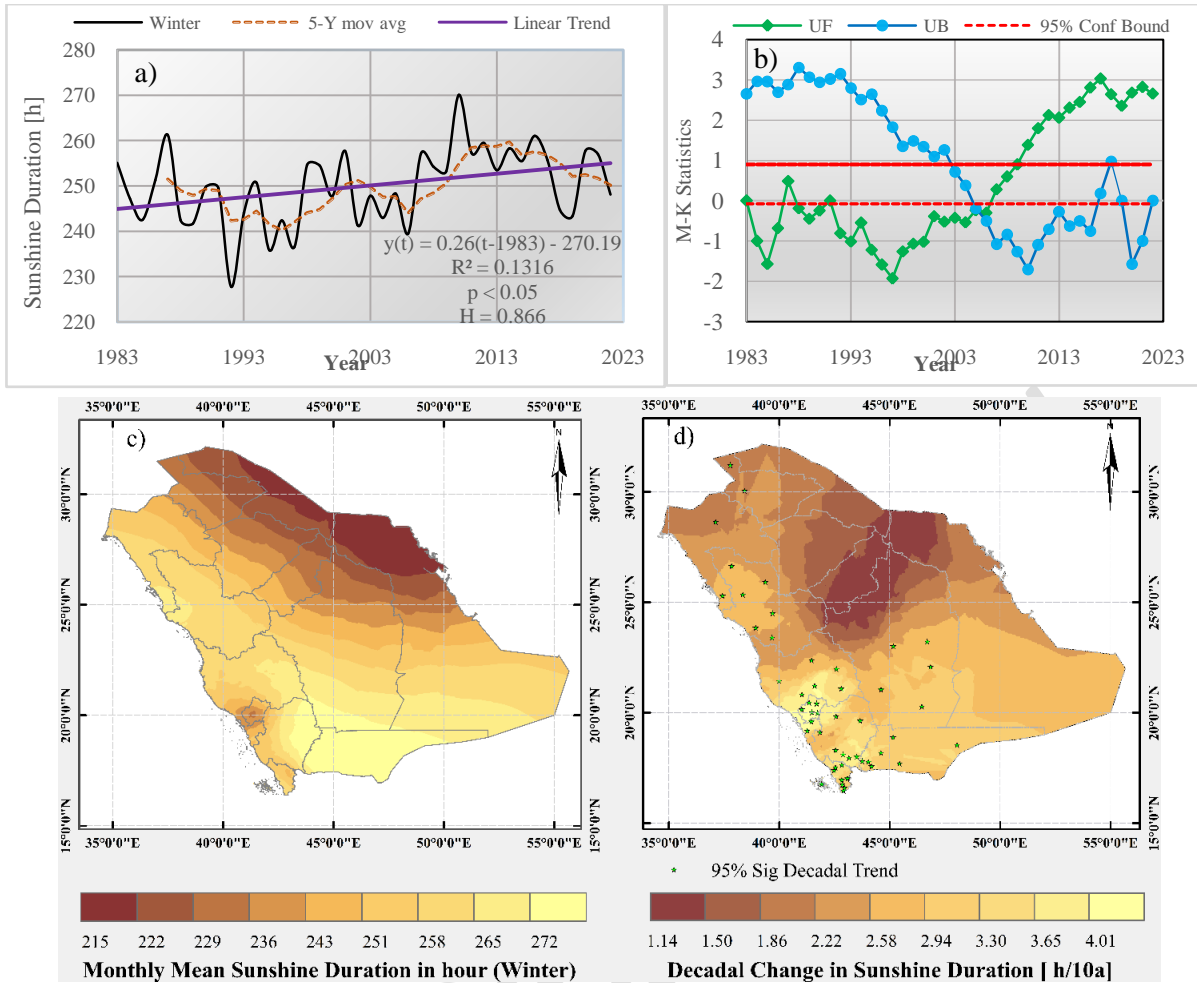 Winter 5-Y mov avg Linear Trend
a)
Sunshine Duration [h]
280
270
260
250
240
230
220
y(t) = 0.26(t-1983) - 270.19
R² = 0.1316
p < 0.05
H = 0.866
1983 1993 2003 2013 2023
Year
UF UB 95% Conf Bound
b)
M-K Statistics
4
3
2
1
0
-1
-2
-3
1983 1993 2003 2013 2023
Year
35°0'0"E 40°0'0"E 45°0'0"E 50°0'0"E 55°0'0"E
c)
N
30°0'0"N
25°0'0"N
20°0'0"N
15°0'0"N
30°0'0"N
25°0'0"N
20°0'0"N
15°0'0"N
35°0'0"E 40°0'0"E 45°0'0"E 50°0'0"E 55°0'0"E
215 222 229 236 243 251 258 265 272
Monthly Mean Sunshine Duration in hour (Winter)
35°0'0"E 40°0'0"E 45°0'0"E 50°0'0"E 55°0'0"E
d)
N
30°0'0"N
25°0'0"N
20°0'0"N
15°0'0"N
30°0'0"N
25°0'0"N
20°0'0"N
15°0'0"N
35°0'0"E 40°0'0"E 45°0'0"E 50°0'0"E 55°0'0"E
95% Sig Decadal Trend
1.14 1.50 1.86 2.22 2.58 2.94 3.30 3.65 4.01
Decadal Change in Sunshine Duration [ h/10a]